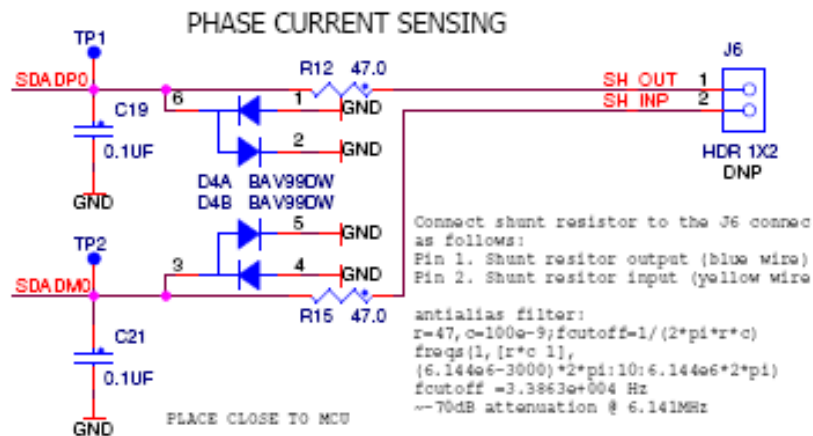 PHASE CURRENT SENSING
TP1
J6
R12 47.0
SDADP0
SH_OUT 1
SH_INP 2
6
1
GND
C19
2
GND
0.1UF
HDR 1X2
DNP
D4A BAV99DW
D4B BAV99DW
GND
5
GND
TP2
3
4
GND
SDADM0
R15 47.0
C21
0.1UF
GND
PLACE CLOSE TO MCU
Connect shunt resistor to the J6 connec
as follows:
Pin 1. Shunt resitor output (blue wire)
Pin 2. Shunt resitor input (yellow wire
antialias filter:
r=47,c=100e-9;fcutoff=1/(2*pi*r*c)
freqs(1,[r*c 1],
(6.144e6-3000)*2*pi:10:6.144e6*2*pi)
fcutoff =3.3863e+004 Hz
~-70dB attenuation @ 6.141MHz